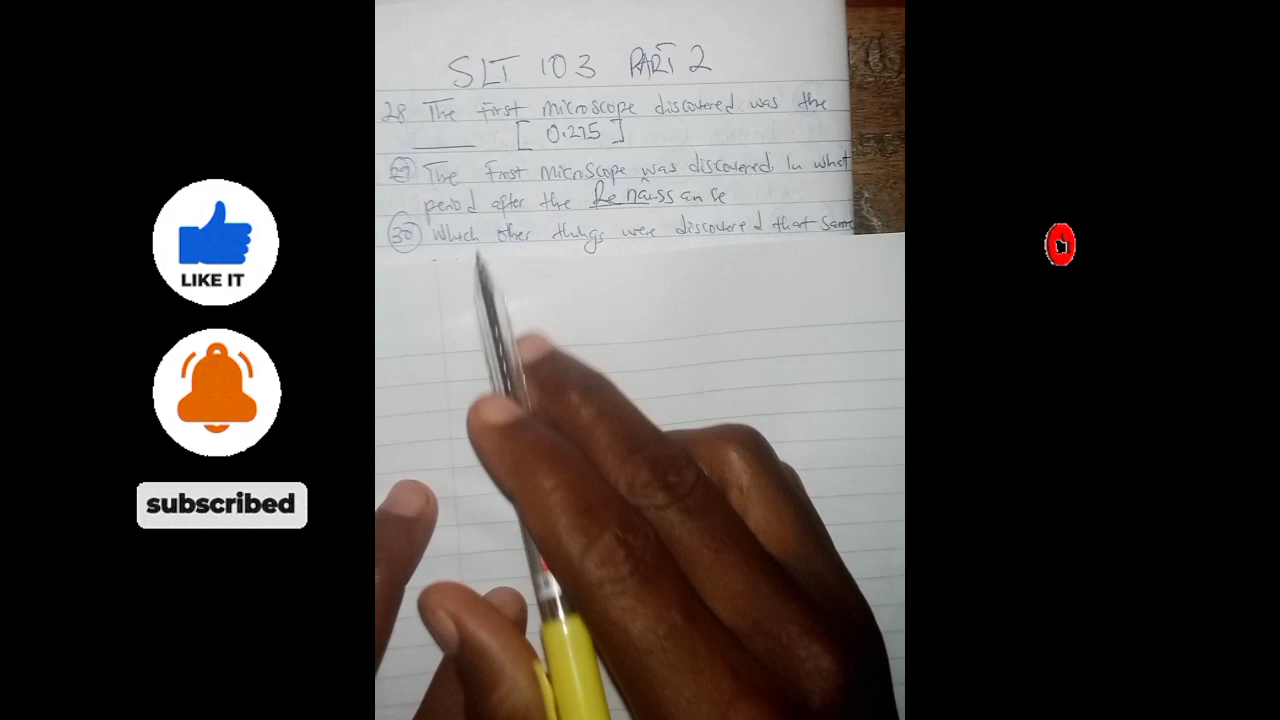 SLT 103 PART 2
28 The first microscope discovered was the
[ 0.275 ]
29 The First Microscope was discovered In what
period after the Renaussanse
30 Which other things were discovered that same
LIKE IT
subscribed